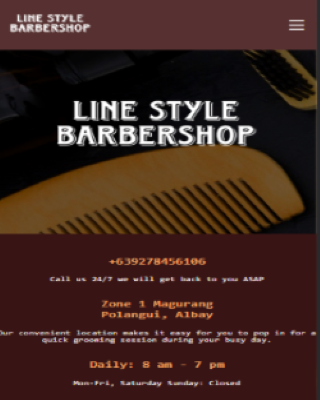 LINE STYLE
BARBERSHOP
LINE STYLE
BARBERSHOP
+639278456106
Call us 24/7 we will get back to you ASAP
Zone 1 Magurang
Polangui, Albay
Our convenient location makes it easy for you to pop in for a
quick grooming session during your busy day.
Daily: 8 am - 7 pm
Mon-Fri, Saturday Sunday: Closed